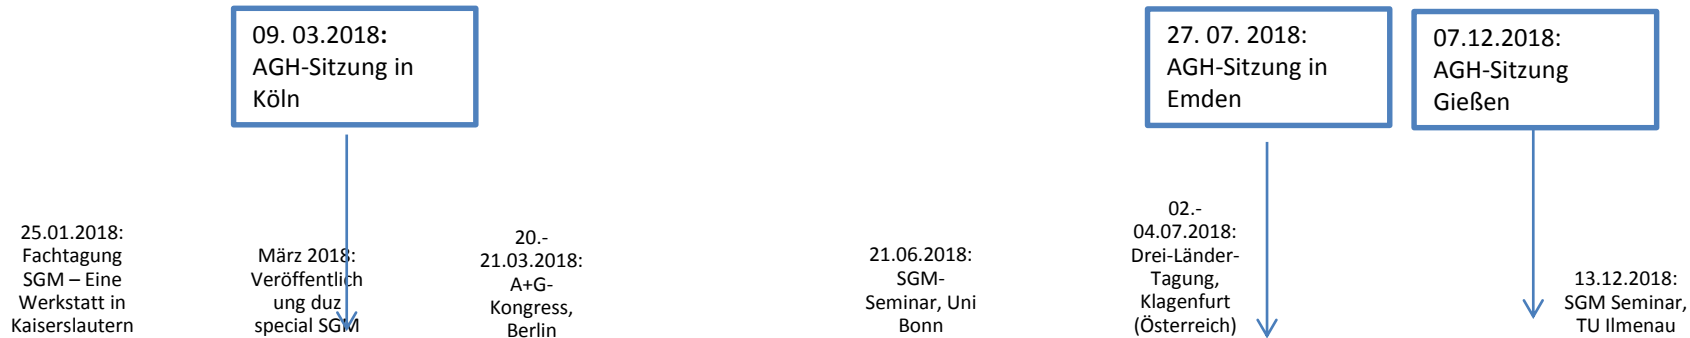 09. 03.2018:
AGH-Sitzung in
Köln
27. 07. 2018:
AGH-Sitzung in
Emden
07.12.2018:
AGH-Sitzung
Gießen
25.01.2018:
Fachtagung
SGM – Eine
Werkstatt in
Kaiserslautern
März 2018:
Veröffentlich
ung duz
special SGM
20.-
21.03.2018:
A+G-
Kongress,
Berlin
21.06.2018:
SGM-
Seminar, Uni
Bonn
02.-
04.07.2018:
Drei-Länder-
Tagung,
Klagenfurt
(Österreich)
13.12.2018:
SGM Seminar,
TU Ilmenau